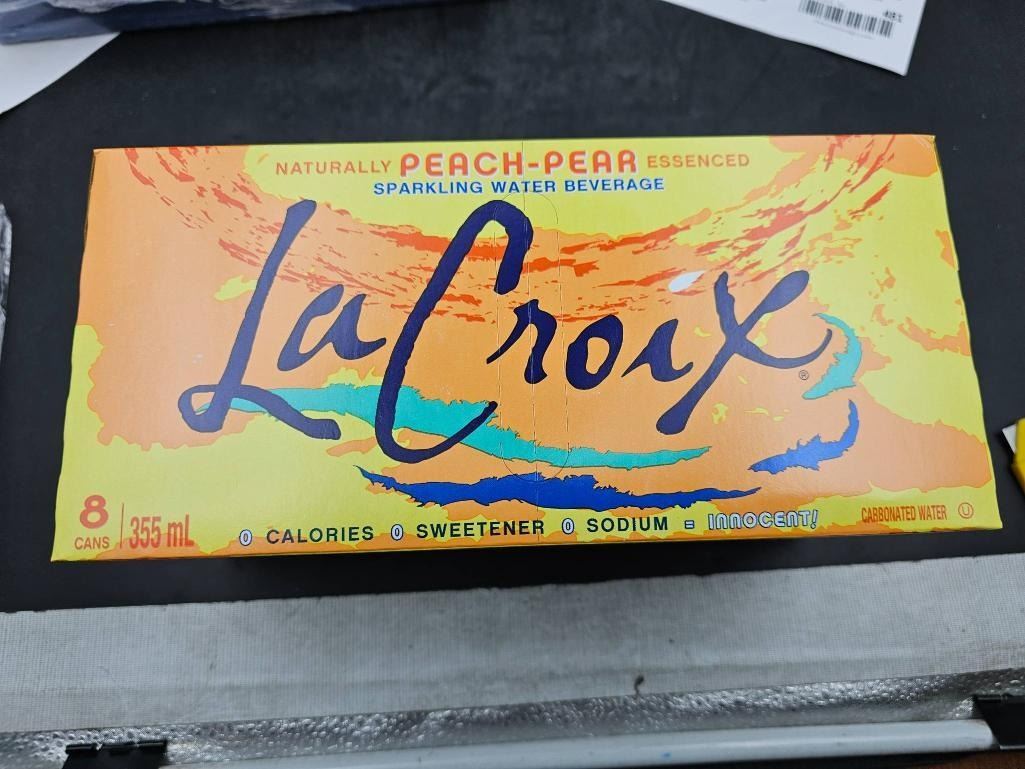 NATURALLY PEACH-PEAR ESSENCED
SPARKLING WATER BEVERAGE
LaCroix®
8
CANS
355 mL
0 CALORIES 0 SWEETENER 0 SODIUM = INNOCENT!
CARBONATED WATER U